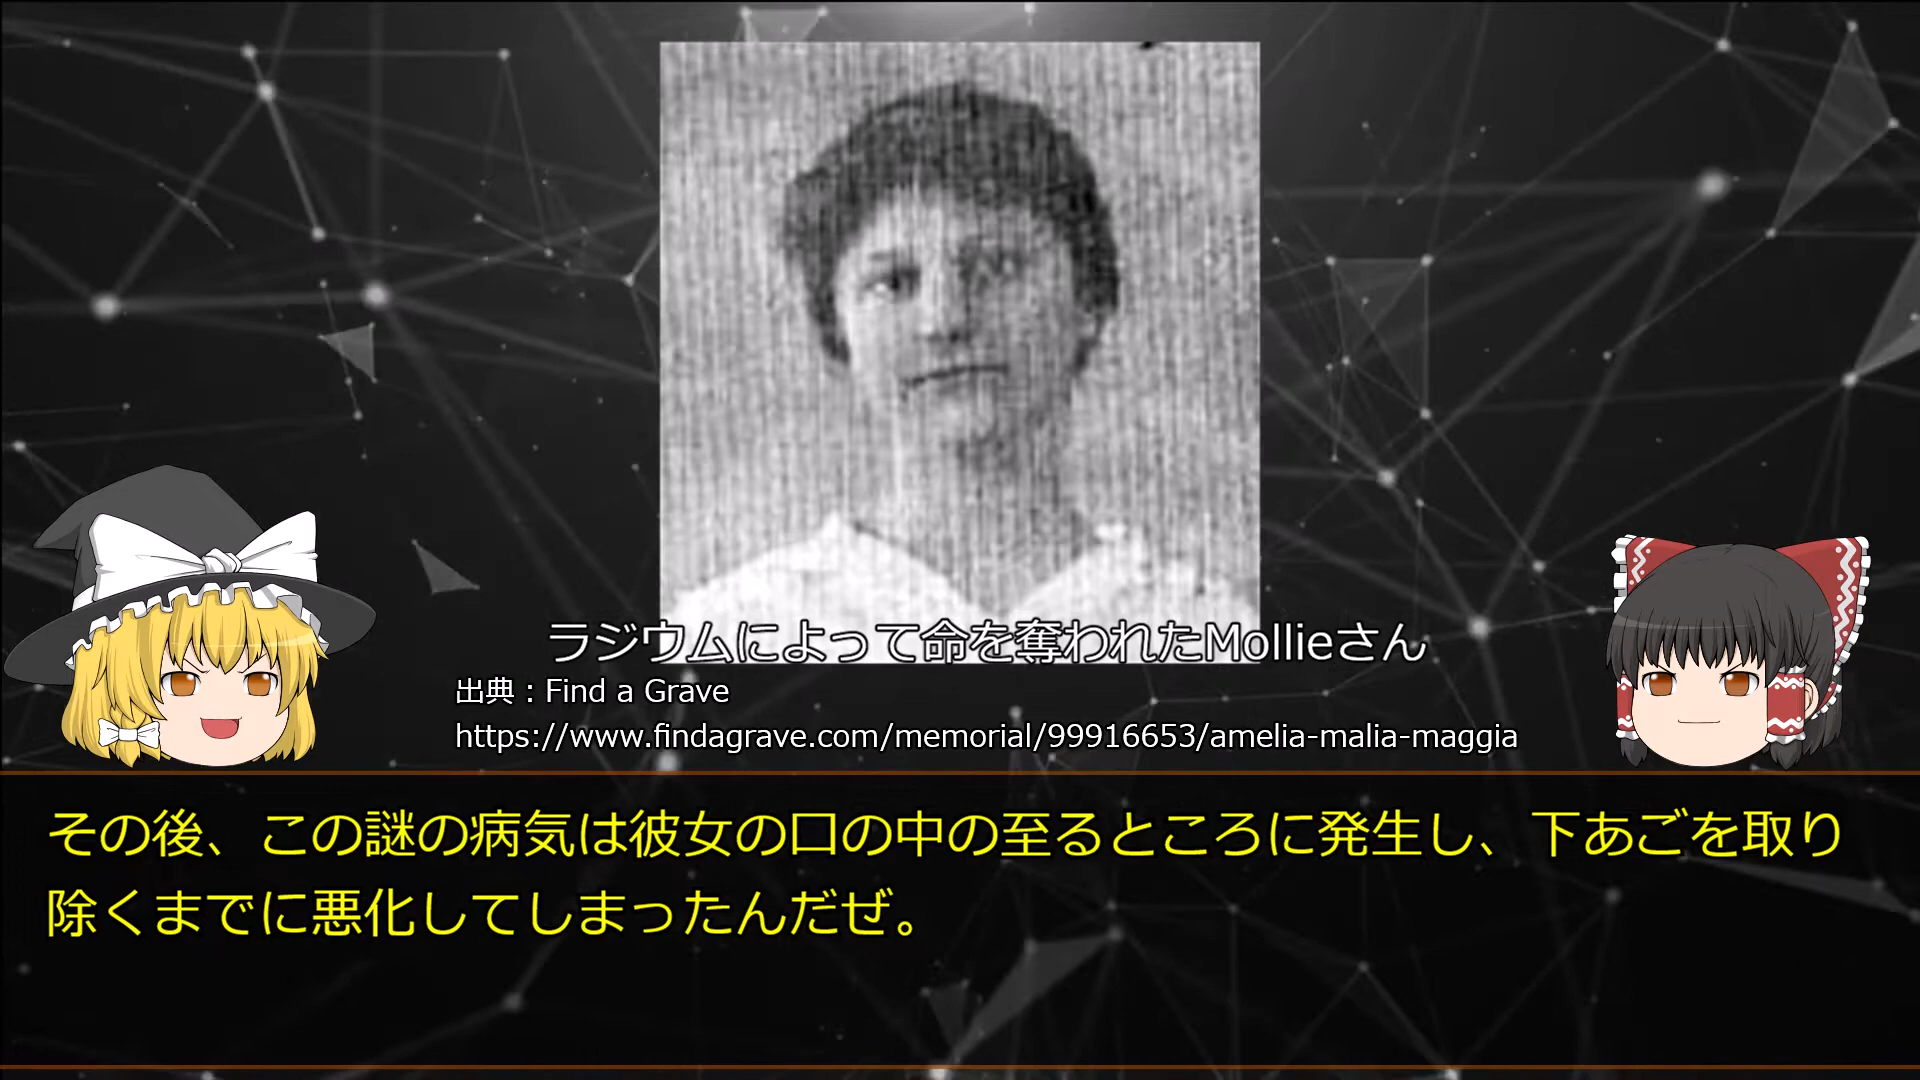 ラジウムによって命を奪われたMollieさん
出典：Find a Grave
https://www.findagrave.com/memorial/99916653/amelia-malia-maggia
その後、この謎の病気は彼女の口の中の至るところに発生し、下あごを取り
除くまでに悪化してしまったんだぜ。